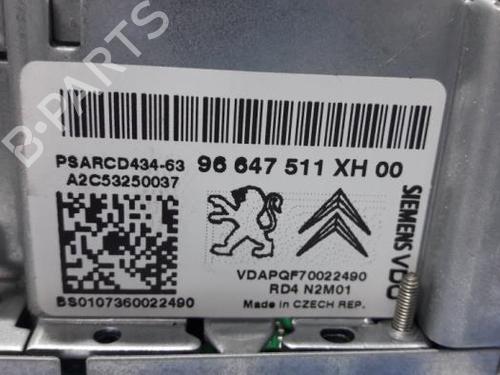 PSARCD434-63 96 647 511 XH 00
A2C53250037
SIEMENS VDO
VDAPQF70022490
RD4 N2M01
BS0107360022490
Made in CZECH REP.
B-PARTS